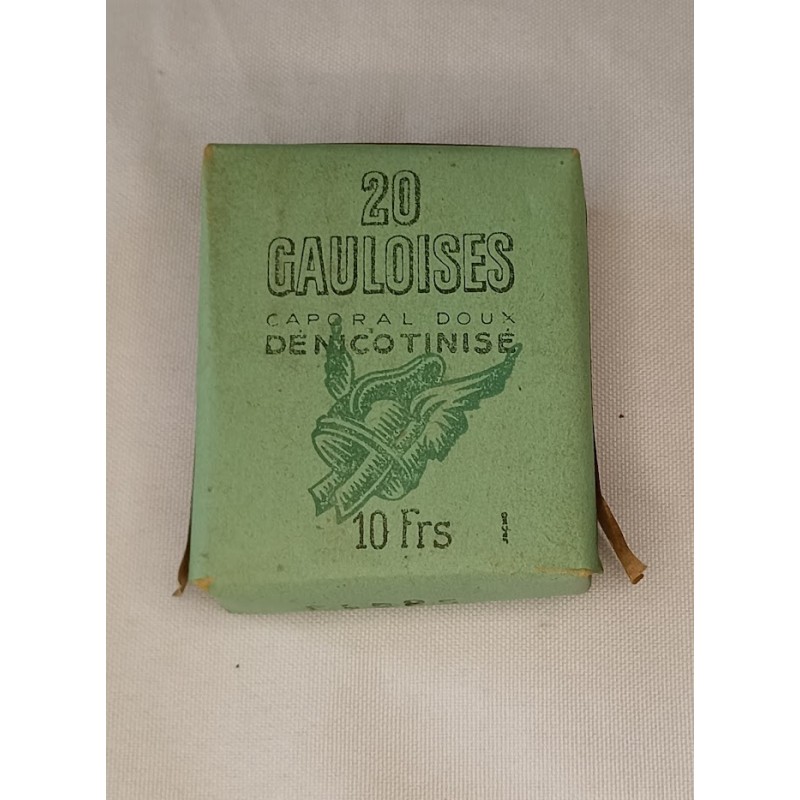 20
GAULOISES
CAPORAL DOUX
DÉNICOTINISÉ
10 Frs